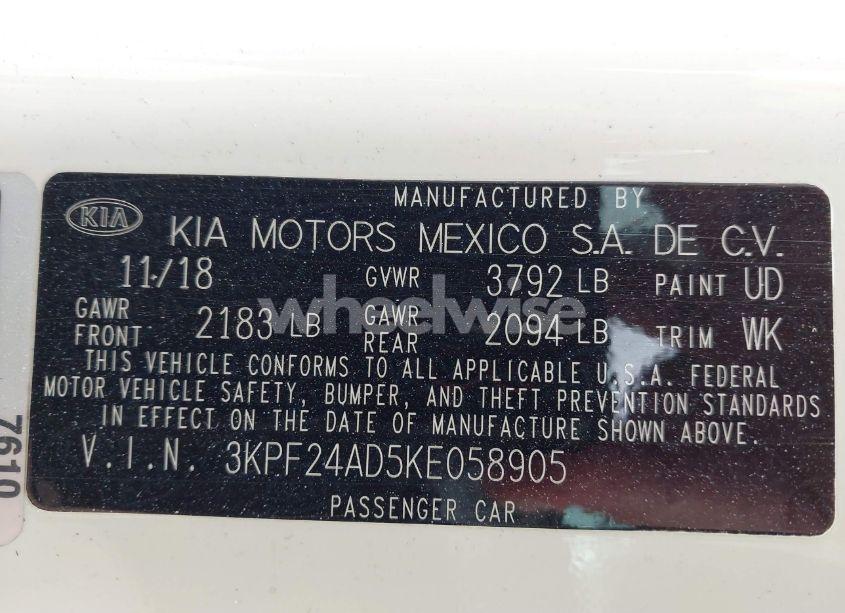 MANUFACTURED BY
KIA KIA MOTORS MEXICO S.A. DE C.V.
11/18 GVWR 3792 LB PAINT UD
GAWR FRONT 2183 LB GAWR REAR 2094 LB TRIM WK
wheelwise
THIS VEHICLE CONFORMS TO ALL APPLICABLE U.S.A. FEDERAL
MOTOR VEHICLE SAFETY, BUMPER, AND THEFT PREVENTION STANDARDS
IN EFFECT ON THE DATE OF MANUFACTURE SHOWN ABOVE.
V.I.N. 3KPF24AD5KE058905
PASSENGER CAR
7619